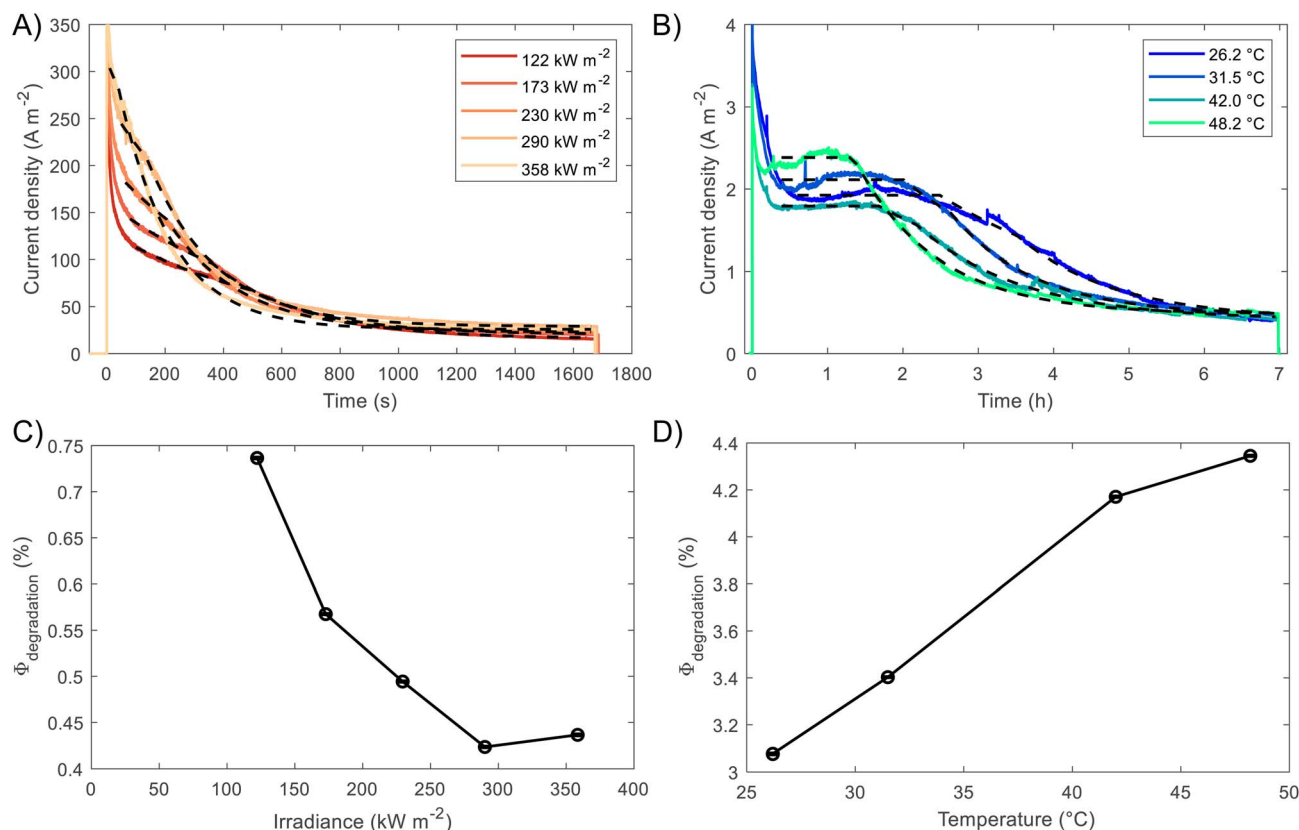 A)
Current density (A m⁻²)
350
300
250
200
150
100
50
0
122 kW m⁻²
173 kW m⁻²
230 kW m⁻²
290 kW m⁻²
358 kW m⁻²
0 200 400 600 800 1000 1200 1400 1600 1800
Time (s)
B)
Current density (A m⁻²)
4
3
2
1
0
26.2 °C
31.5 °C
42.0 °C
48.2 °C
0 1 2 3 4 5 6 7
Time (h)
C)
Φdegradation (%)
0.75
0.7
0.65
0.6
0.55
0.5
0.45
0.4
0 50 100 150 200 250 300 350 400
Irradiance (kW m⁻²)
D)
Φdegradation (%)
4.4
4.2
4
3.8
3.6
3.4
3.2
3
25 30 35 40 45 50
Temperature (°C)